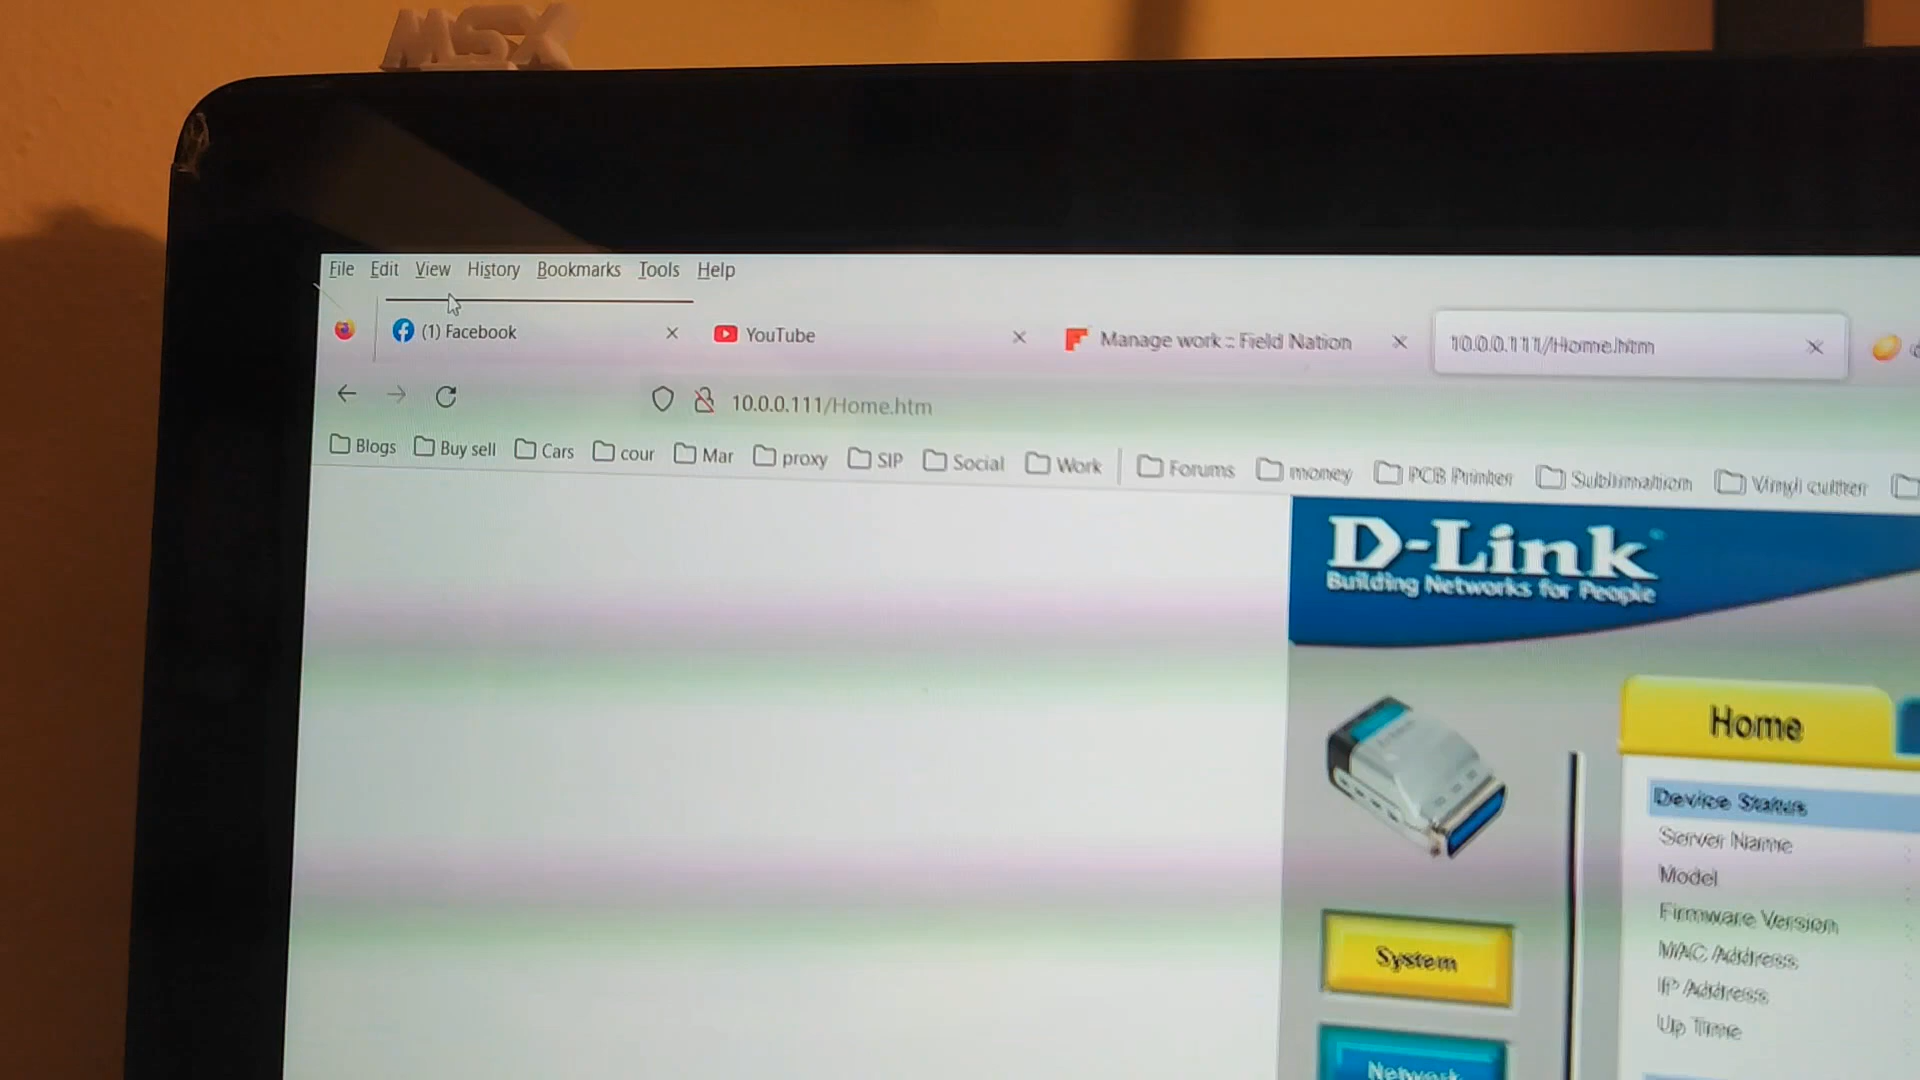 MSX
File Edit View History Bookmarks Tools Help
(1) Facebook YouTube Manage work :: Field Nation 10.0.0.111/Home.htm
10.0.0.111/Home.htm
Blogs Buy sell Cars cour Mar proxy SIP Social Work Forums money PCB Printer Sublimation Vinyl cutter
D-Link
Building Networks for People
Home
Device Status
Server Name
Model
Firmware Version
MAC Address
IP Address
Up Time
System
Network